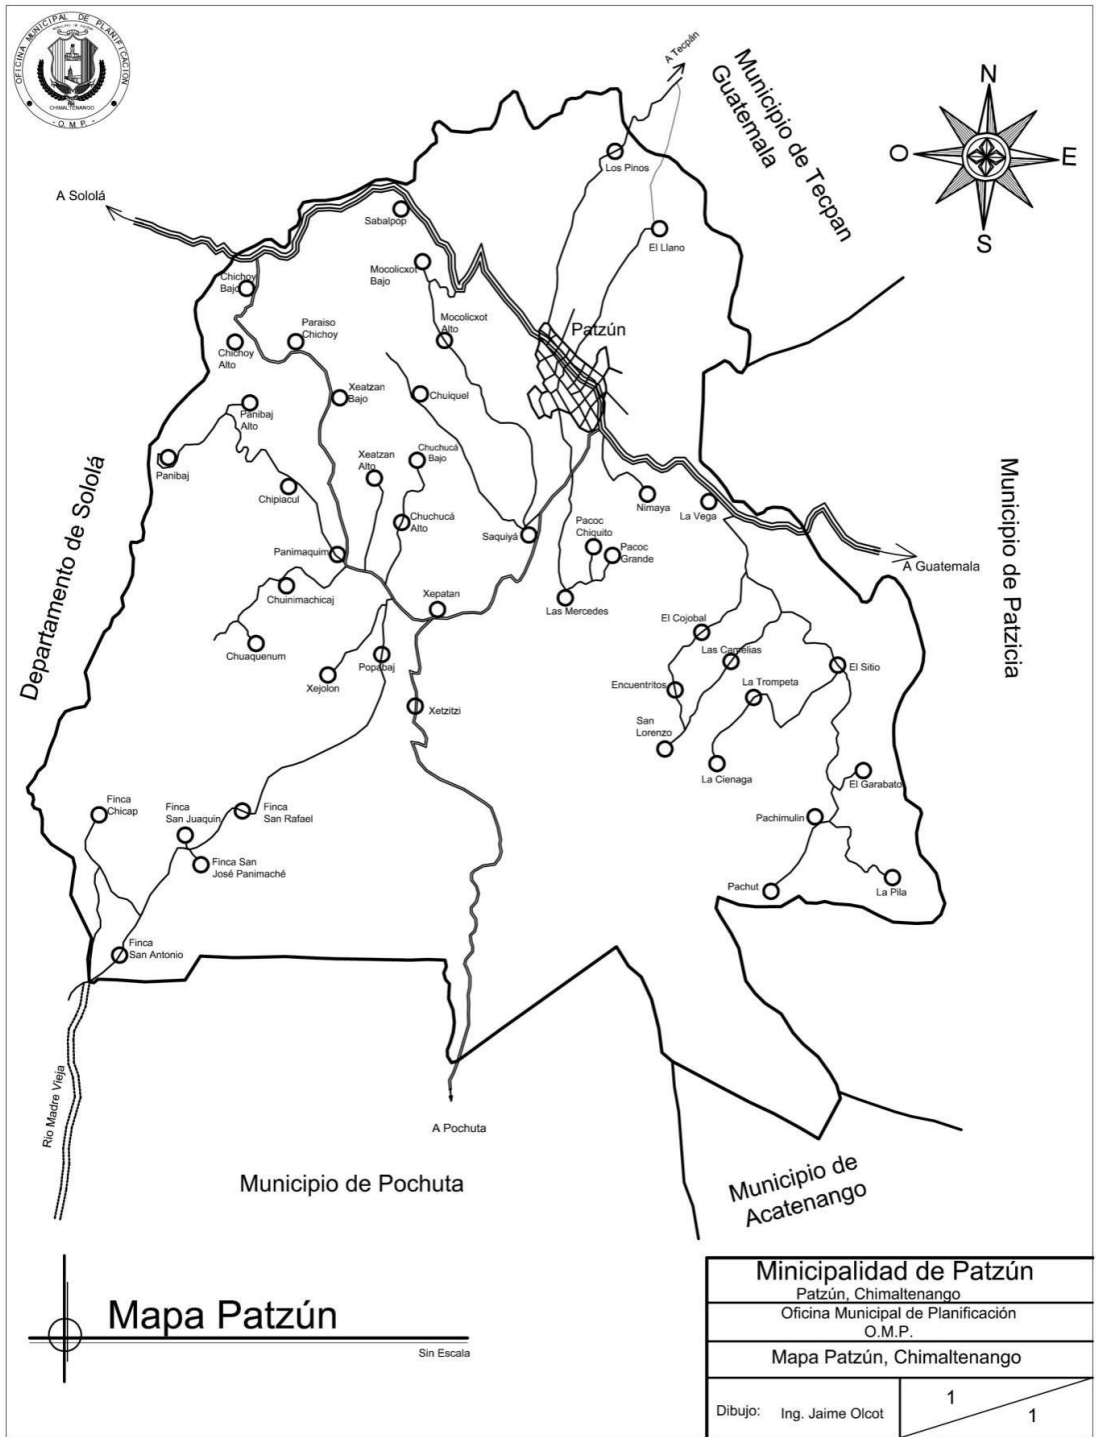 OFICINA MUNICIPAL DE PLANIFICACION
CHIMALTENANGO
- O.M.P. -
A Tecpán
Municipio de Tecpan
Guatemala
N
O
E
S
A Sololá
Los Pinos
Sabalpop
El Llano
Chichoy
Bajo
Mocolicxot
Bajo
Paraiso
Chichoy
Mocolicxot
Alto
Patzún
Chichoy
Alto
Xeatzan
Bajo
Chuiquel
Panibaj
Alto
Panibaj
Xeatzan
Alto
Chuchucá
Bajo
Chipiacul
Chuchucá
Alto
Saquiyá
Nimaya
La Vega
Pacoc
Chiquito
Pacoc
Grande
Panimaquim
A Guatemala
Departamento de Sololá
Municipio de Patzicia
Chuinimachicaj
Xepatan
Las Mercedes
El Cojobal
Chuaquenum
Popabaj
Xejolon
Las Camelias
El Sitio
Encuentritos
La Trompeta
Xetzitzi
San
Lorenzo
La Cienaga
El Garabato
Finca
Chicap
Finca
San Juaquin
Finca
San Rafael
Pachimulin
Finca San
José Panimaché
Pachut
La Pila
Finca
San Antonio
Rio Madre Vieja
A Pochuta
Municipio de Pochuta
Municipio de
Acatenango
Mapa Patzún
Sin Escala
Minicipalidad de Patzún
Patzún, Chimaltenango
Oficina Municipal de Planificación
O.M.P.
Mapa Patzún, Chimaltenango
Dibujo: Ing. Jaime Olcot
1
1